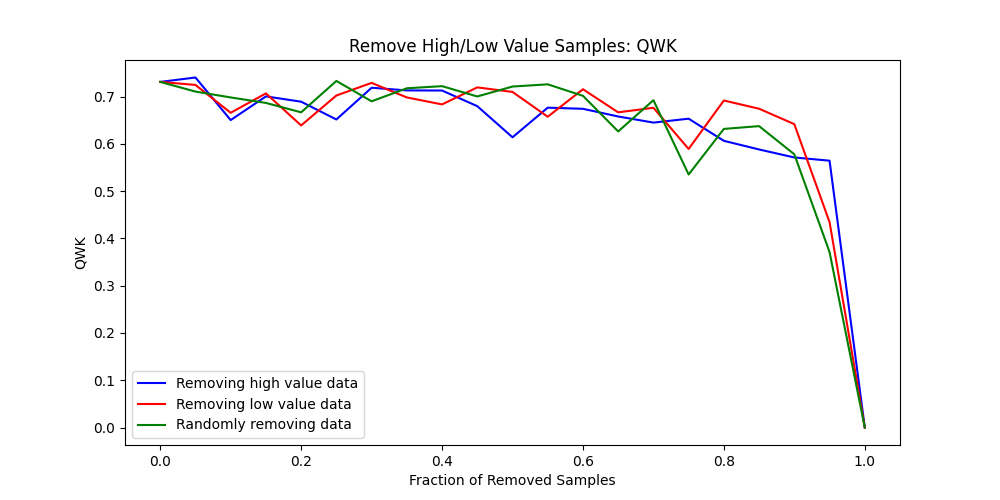 Remove High/Low Value Samples: QWK
QWK
0.7
0.6
0.5
0.4
0.3
0.2
0.1
0.0
Removing high value data
Removing low value data
Randomly removing data
0.0 0.2 0.4 0.6 0.8 1.0
Fraction of Removed Samples